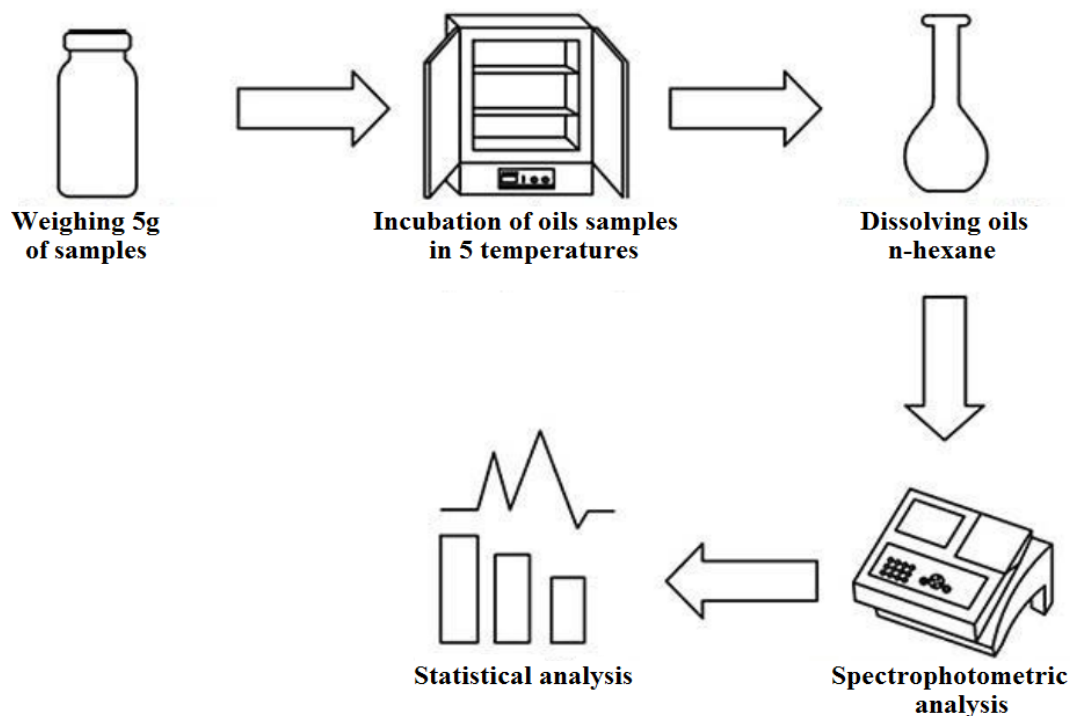 Weighing 5g
of samples
Incubation of oils samples
in 5 temperatures
Dissolving oils
n-hexane
Statistical analysis
Spectrophotometric
analysis